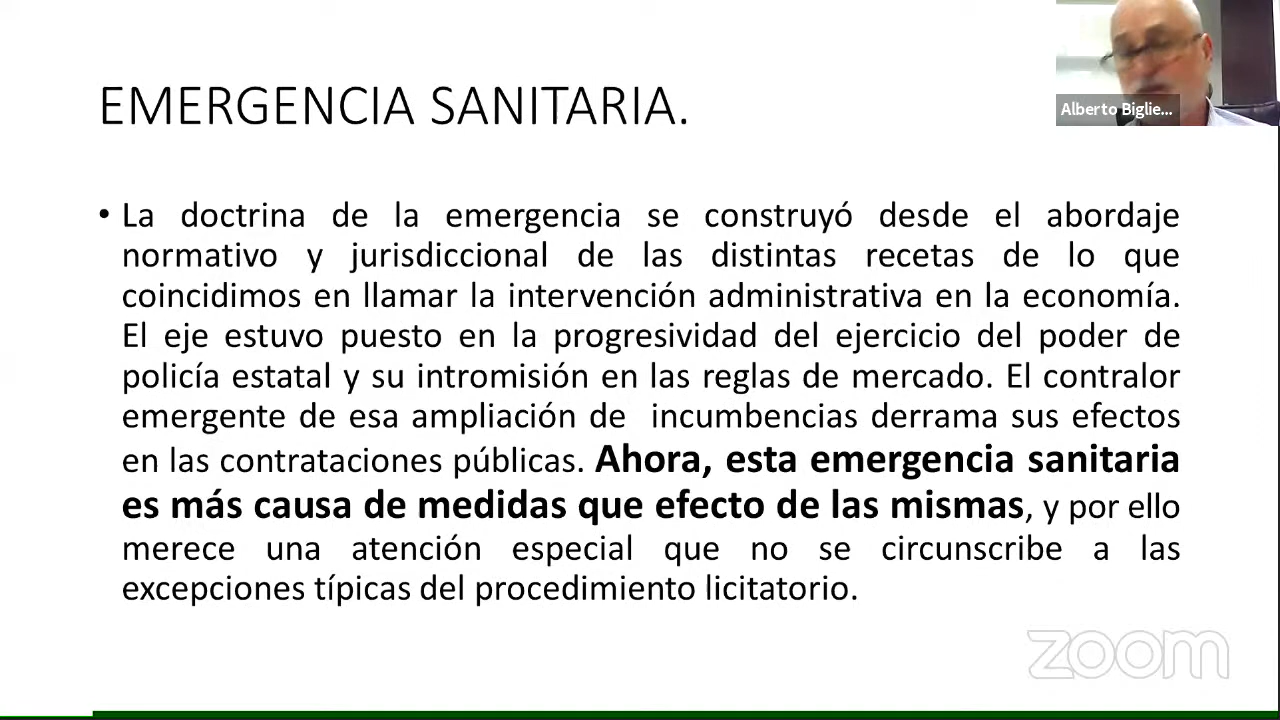 EMERGENCIA SANITARIA.
Alberto Biglie...
• La doctrina de la emergencia se construyó desde el abordaje
normativo y jurisdiccional de las distintas recetas de lo que
coincidimos en llamar la intervención administrativa en la economía.
El eje estuvo puesto en la progresividad del ejercicio del poder de
policía estatal y su intromisión en las reglas de mercado. El contralor
emergente de esa ampliación de incumbencias derrama sus efectos
en las contrataciones públicas. Ahora, esta emergencia sanitaria
es más causa de medidas que efecto de las mismas, y por ello
merece una atención especial que no se circunscribe a las
excepciones típicas del procedimiento licitatorio.
zoom